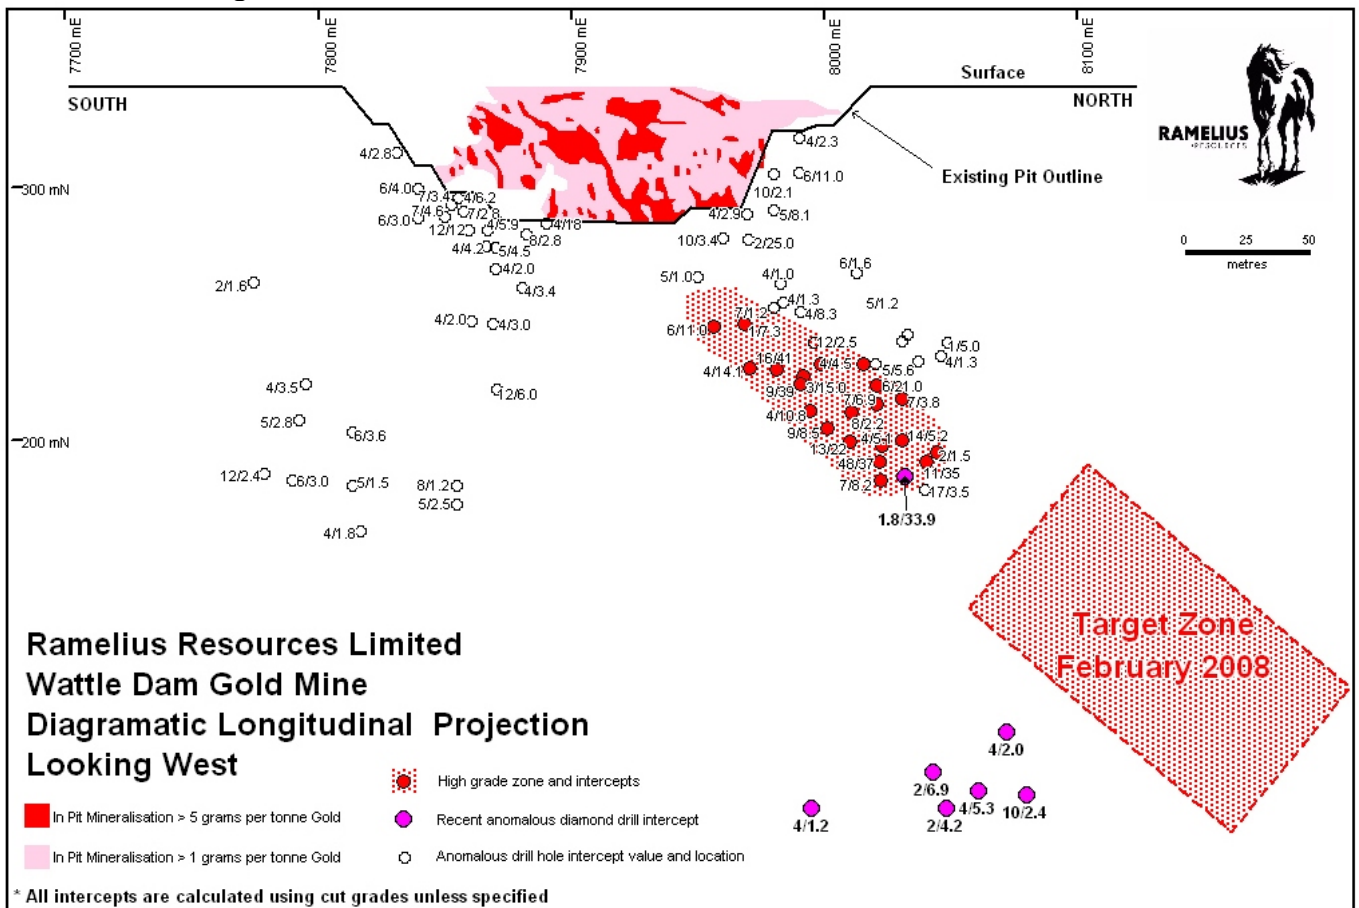 7700 mE
7800 mE
7900 mE
8000 mE
8100 mE
Surface
SOUTH
NORTH
RAMELIUS
RESOURCES
Existing Pit Outline
300 mN
200 mN
0 25 50
metres
4/2.8
4/2.3
6/4.0
7/3.4
4/6.2
6/11.0
10/2.1
7/4.6
7/2.8
6/3.0
4/5.9
4/18
4/2.9
5/8.1
12/12
8/2.8
10/3.4
2/25.0
4/4.2
5/4.5
4/2.0
5/1.0
4/1.0
6/1.6
2/1.6
4/3.4
4/1.3
5/1.2
7/1.2
4/8.3
4/2.0
4/3.0
6/11.0
1/7.3
12/2.5
1/5.0
4/1.3
16/41
4/4.5
5/5.6
4/14.1
4/3.5
12/6.0
9/39
3/15.0
6/21.0
7/6.9
7/3.8
4/10.8
8/2.2
5/2.8
6/3.6
9/8.5
4/5.1
14/5.2
13/22
2/1.5
48/37
11/35
12/2.4
6/3.0
5/1.5
8/1.2
7/8.2
17/3.5
5/2.5
1.8/33.9
4/1.8
Target Zone
February 2008
Ramelius Resources Limited
Wattle Dam Gold Mine
Diagramatic Longitudinal Projection
Looking West
4/2.0
2/6.9
4/5.3
10/2.4
4/1.2
2/4.2
High grade zone and intercepts
In Pit Mineralisation > 5 grams per tonne Gold
Recent anomalous diamond drill intercept
In Pit Mineralisation > 1 grams per tonne Gold
Anomalous drill hole intercept value and location
* All intercepts are calculated using cut grades unless specified